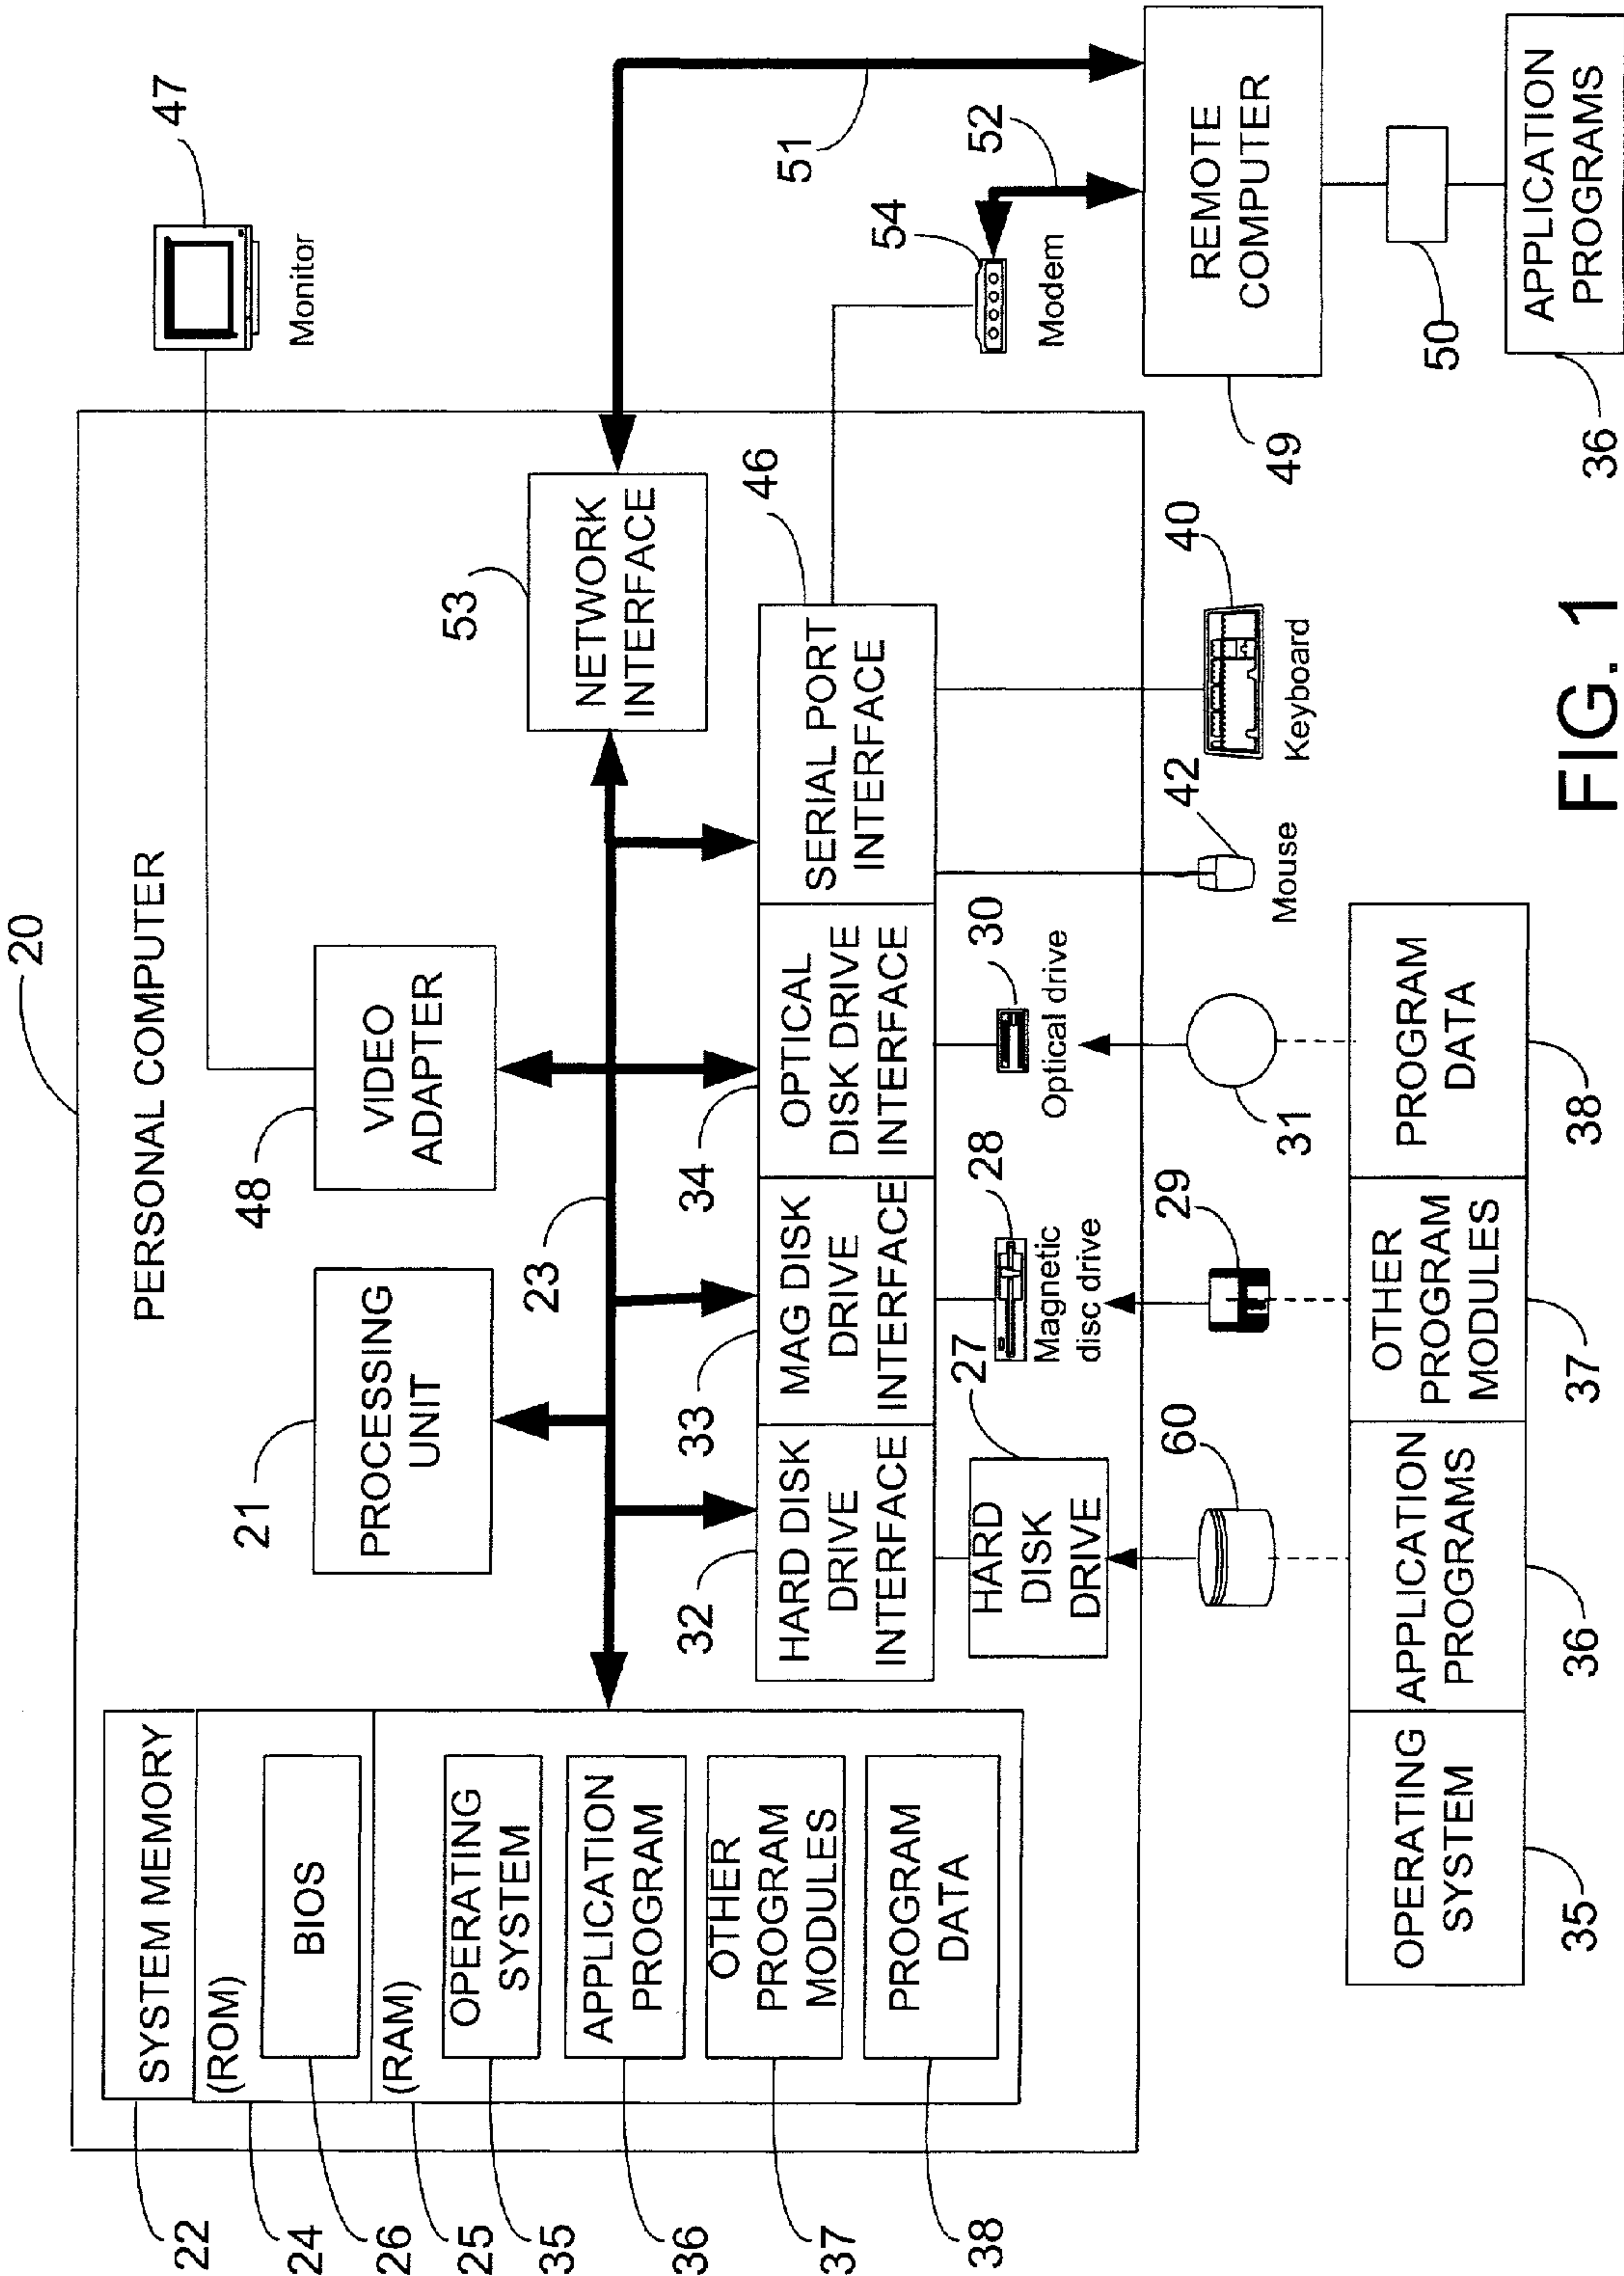 20
PERSONAL COMPUTER
47
Monitor
22
SYSTEM MEMORY
24
(ROM)
26
BIOS
25
(RAM)
35
OPERATING
SYSTEM
36
APPLICATION
PROGRAM
37
OTHER
PROGRAM
MODULES
38
PROGRAM
DATA
21
PROCESSING
UNIT
48
VIDEO
ADAPTER
23
53
NETWORK
INTERFACE
32
HARD DISK
DRIVE
INTERFACE
33
MAG DISK
DRIVE
INTERFACE
34
OPTICAL
DISK DRIVE
INTERFACE
46
SERIAL PORT
INTERFACE
27
HARD
DISK
DRIVE
28
Magnetic
disc drive
30
Optical drive
51
52
54
Modem
60
29
31
42
Mouse
40
Keyboard
49
REMOTE
COMPUTER
50
OPERATING
SYSTEM
35
APPLICATION
PROGRAMS
36
OTHER
PROGRAM
MODULES
37
PROGRAM
DATA
38
APPLICATION
PROGRAMS
36
FIG. 1